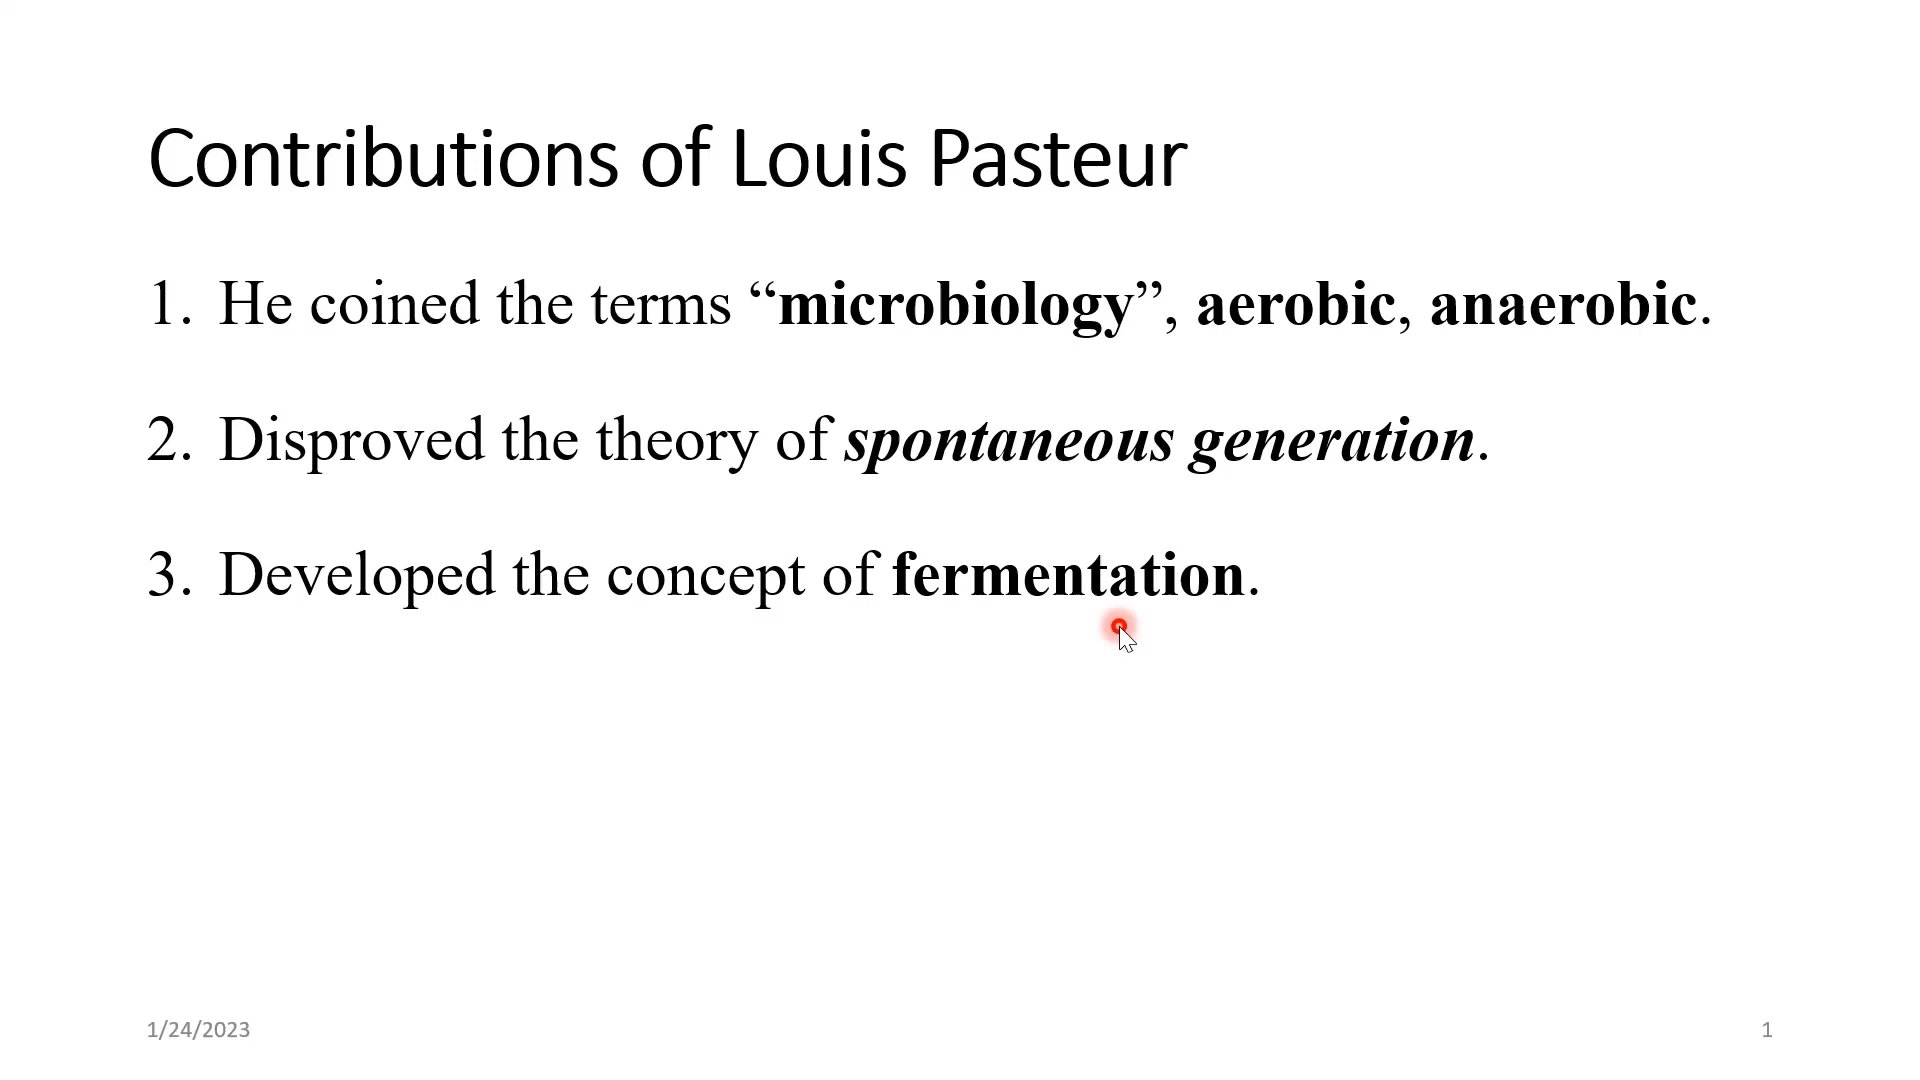 Contributions of Louis Pasteur
1. He coined the terms “microbiology”, aerobic, anaerobic.
2. Disproved the theory of spontaneous generation.
3. Developed the concept of fermentation.
1/24/2023
1